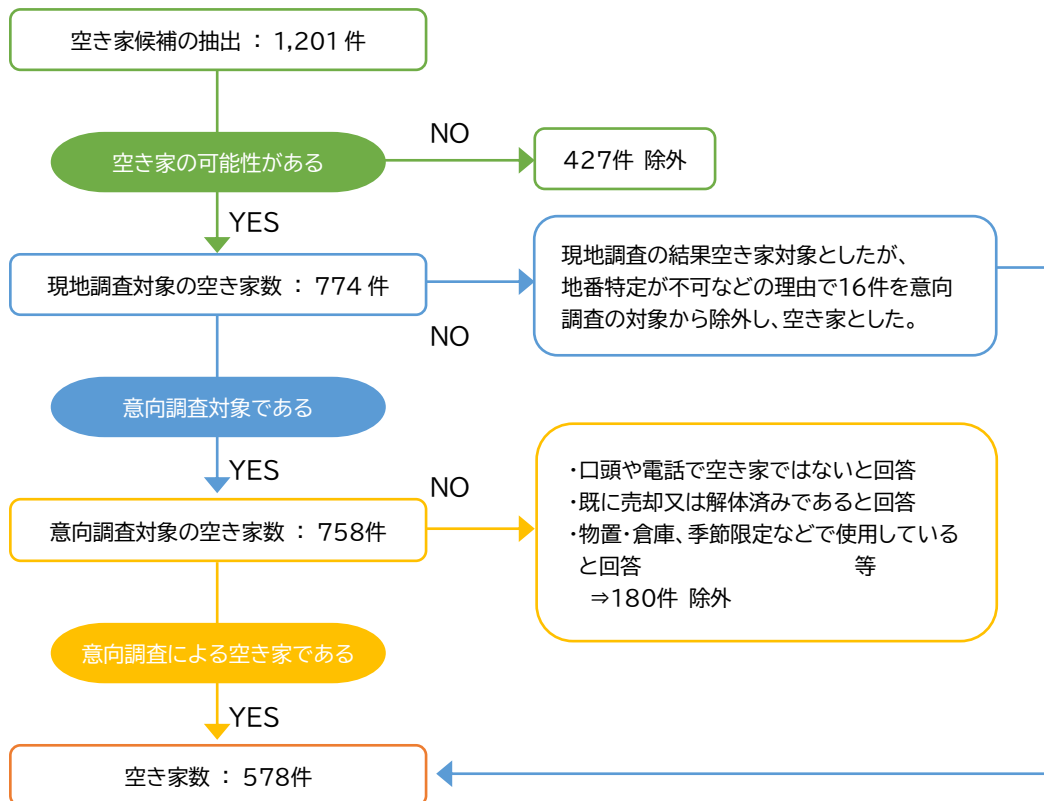 空き家候補の抽出 : 1,201 件
NO
空き家の可能性がある
427件 除外
YES
現地調査対象の空き家数 : 774 件
現地調査の結果空き家対象としたが、
地番特定が不可などの理由で16件を意向
調査の対象から除外し、空き家とした。
NO
意向調査対象である
YES
NO
意向調査対象の空き家数 : 758件
・口頭や電話で空き家ではないと回答
・既に売却又は解体済みであると回答
・物置・倉庫、季節限定などで使用している
と回答 等
⇒180件 除外
意向調査による空き家である
YES
空き家数 : 578件